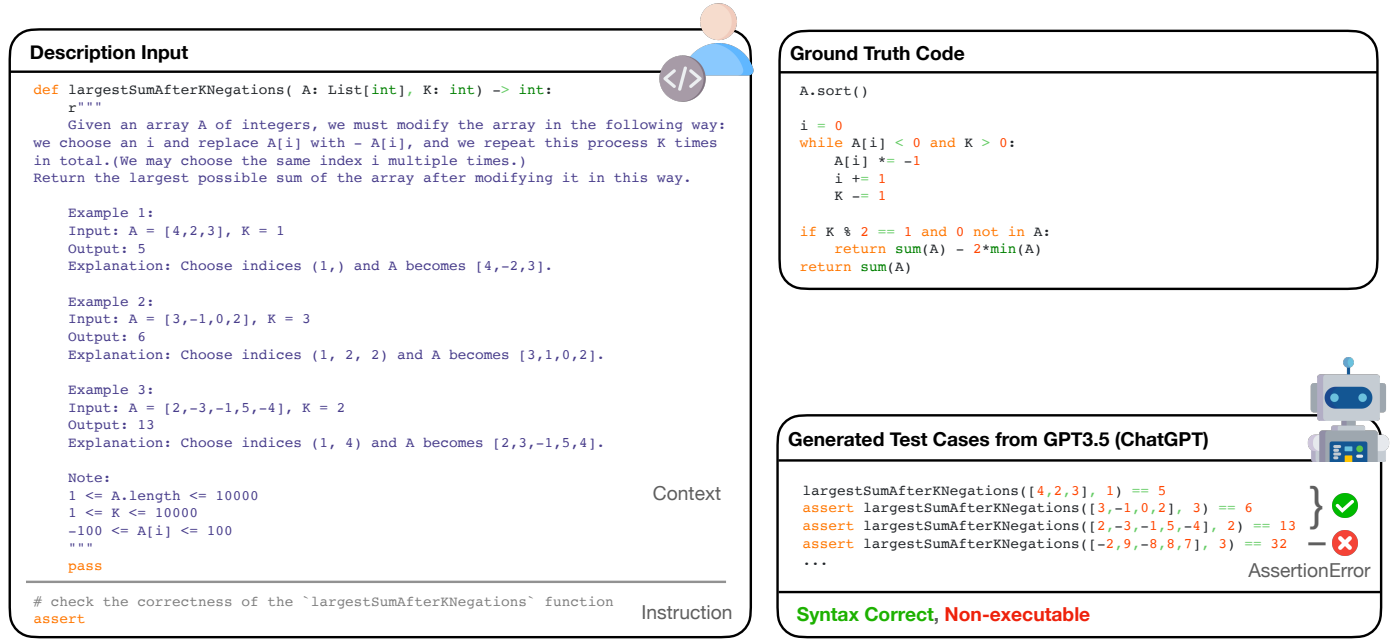 Description Input
</>
def largestSumAfterKNegations( A: List[int], K: int) -> int:
    r"""
    Given an array A of integers, we must modify the array in the following way:
we choose an i and replace A[i] with - A[i], and we repeat this process K times
in total.(We may choose the same index i multiple times.)
Return the largest possible sum of the array after modifying it in this way.
    Example 1:
    Input: A = [4,2,3], K = 1
    Output: 5
    Explanation: Choose indices (1,) and A becomes [4,-2,3].
    Example 2:
    Input: A = [3,-1,0,2], K = 3
    Output: 6
    Explanation: Choose indices (1, 2, 2) and A becomes [3,1,0,2].
    Example 3:
    Input: A = [2,-3,-1,5,-4], K = 2
    Output: 13
    Explanation: Choose indices (1, 4) and A becomes [2,3,-1,5,4].
    Note:
    1 <= A.length <= 10000
    1 <= K <= 10000
    -100 <= A[i] <= 100
    """
    pass
Context
# check the correctness of the `largestSumAfterKNegations` function
assert
Instruction
Ground Truth Code
A.sort()
i = 0
while A[i] < 0 and K > 0:
    A[i] *= -1
    i += 1
    K -= 1
if K % 2 == 1 and 0 not in A:
    return sum(A) - 2*min(A)
return sum(A)
Generated Test Cases from GPT3.5 (ChatGPT)
largestSumAfterKNegations([4,2,3], 1) == 5
assert largestSumAfterKNegations([3,-1,0,2], 3) == 6
assert largestSumAfterKNegations([2,-3,-1,5,-4], 2) == 13
assert largestSumAfterKNegations([-2,9,-8,8,7], 3) == 32
...
AssertionError
Syntax Correct, Non-executable